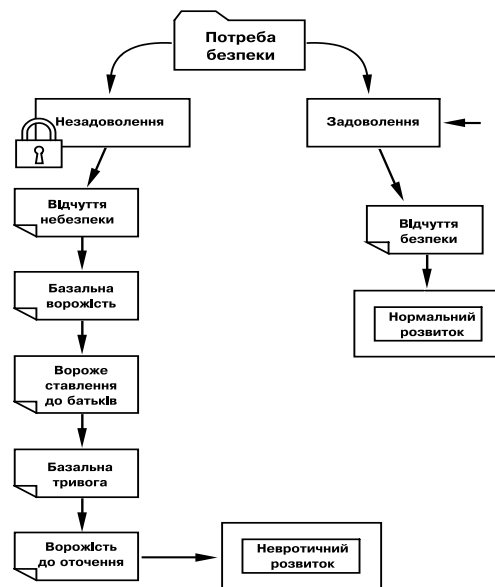 Потреба
безпеки
Незадоволення
Задоволення
Відчуття
небезпеки
Відчуття
безпеки
Базальна
ворожість
Нормальний
розвиток
Вороже
ставлення
до батьків
Базальна
тривога
Ворожість
до оточення
Невротичний
розвиток